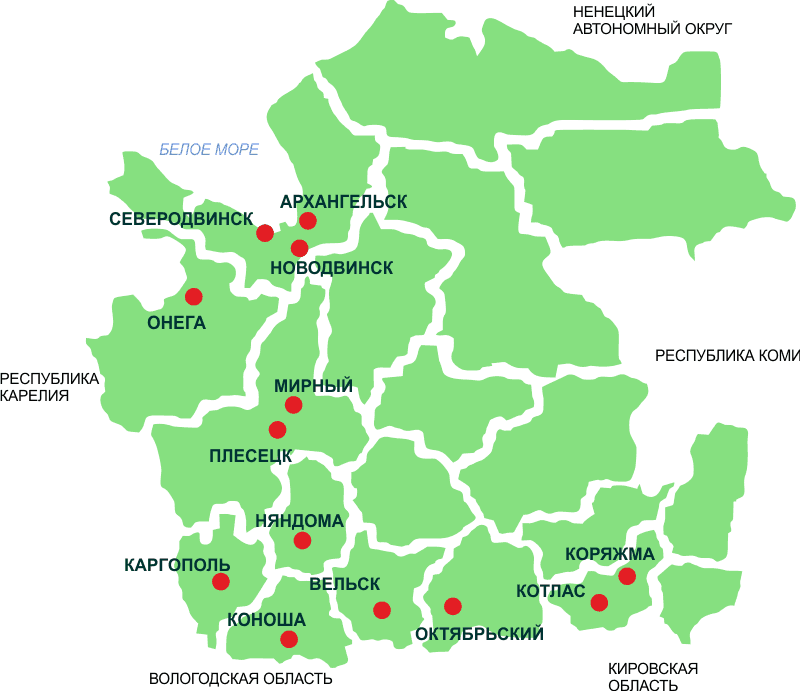 НЕНЕЦКИЙ
АВТОНОМНЫЙ ОКРУГ
БЕЛОЕ МОРЕ
АРХАНГЕЛЬСК
СЕВЕРОДВИНСК
НОВОДВИНСК
ОНЕГА
РЕСПУБЛИКА КОМИ
РЕСПУБЛИКА
КАРЕЛИЯ
МИРНЫЙ
ПЛЕСЕЦК
НЯНДОМА
КОРЯЖМА
КАРГОПОЛЬ
ВЕЛЬСК
КОТЛАС
КОНОША
ОКТЯБРЬСКИЙ
ВОЛОГОДСКАЯ ОБЛАСТЬ
КИРОВСКАЯ
ОБЛАСТЬ